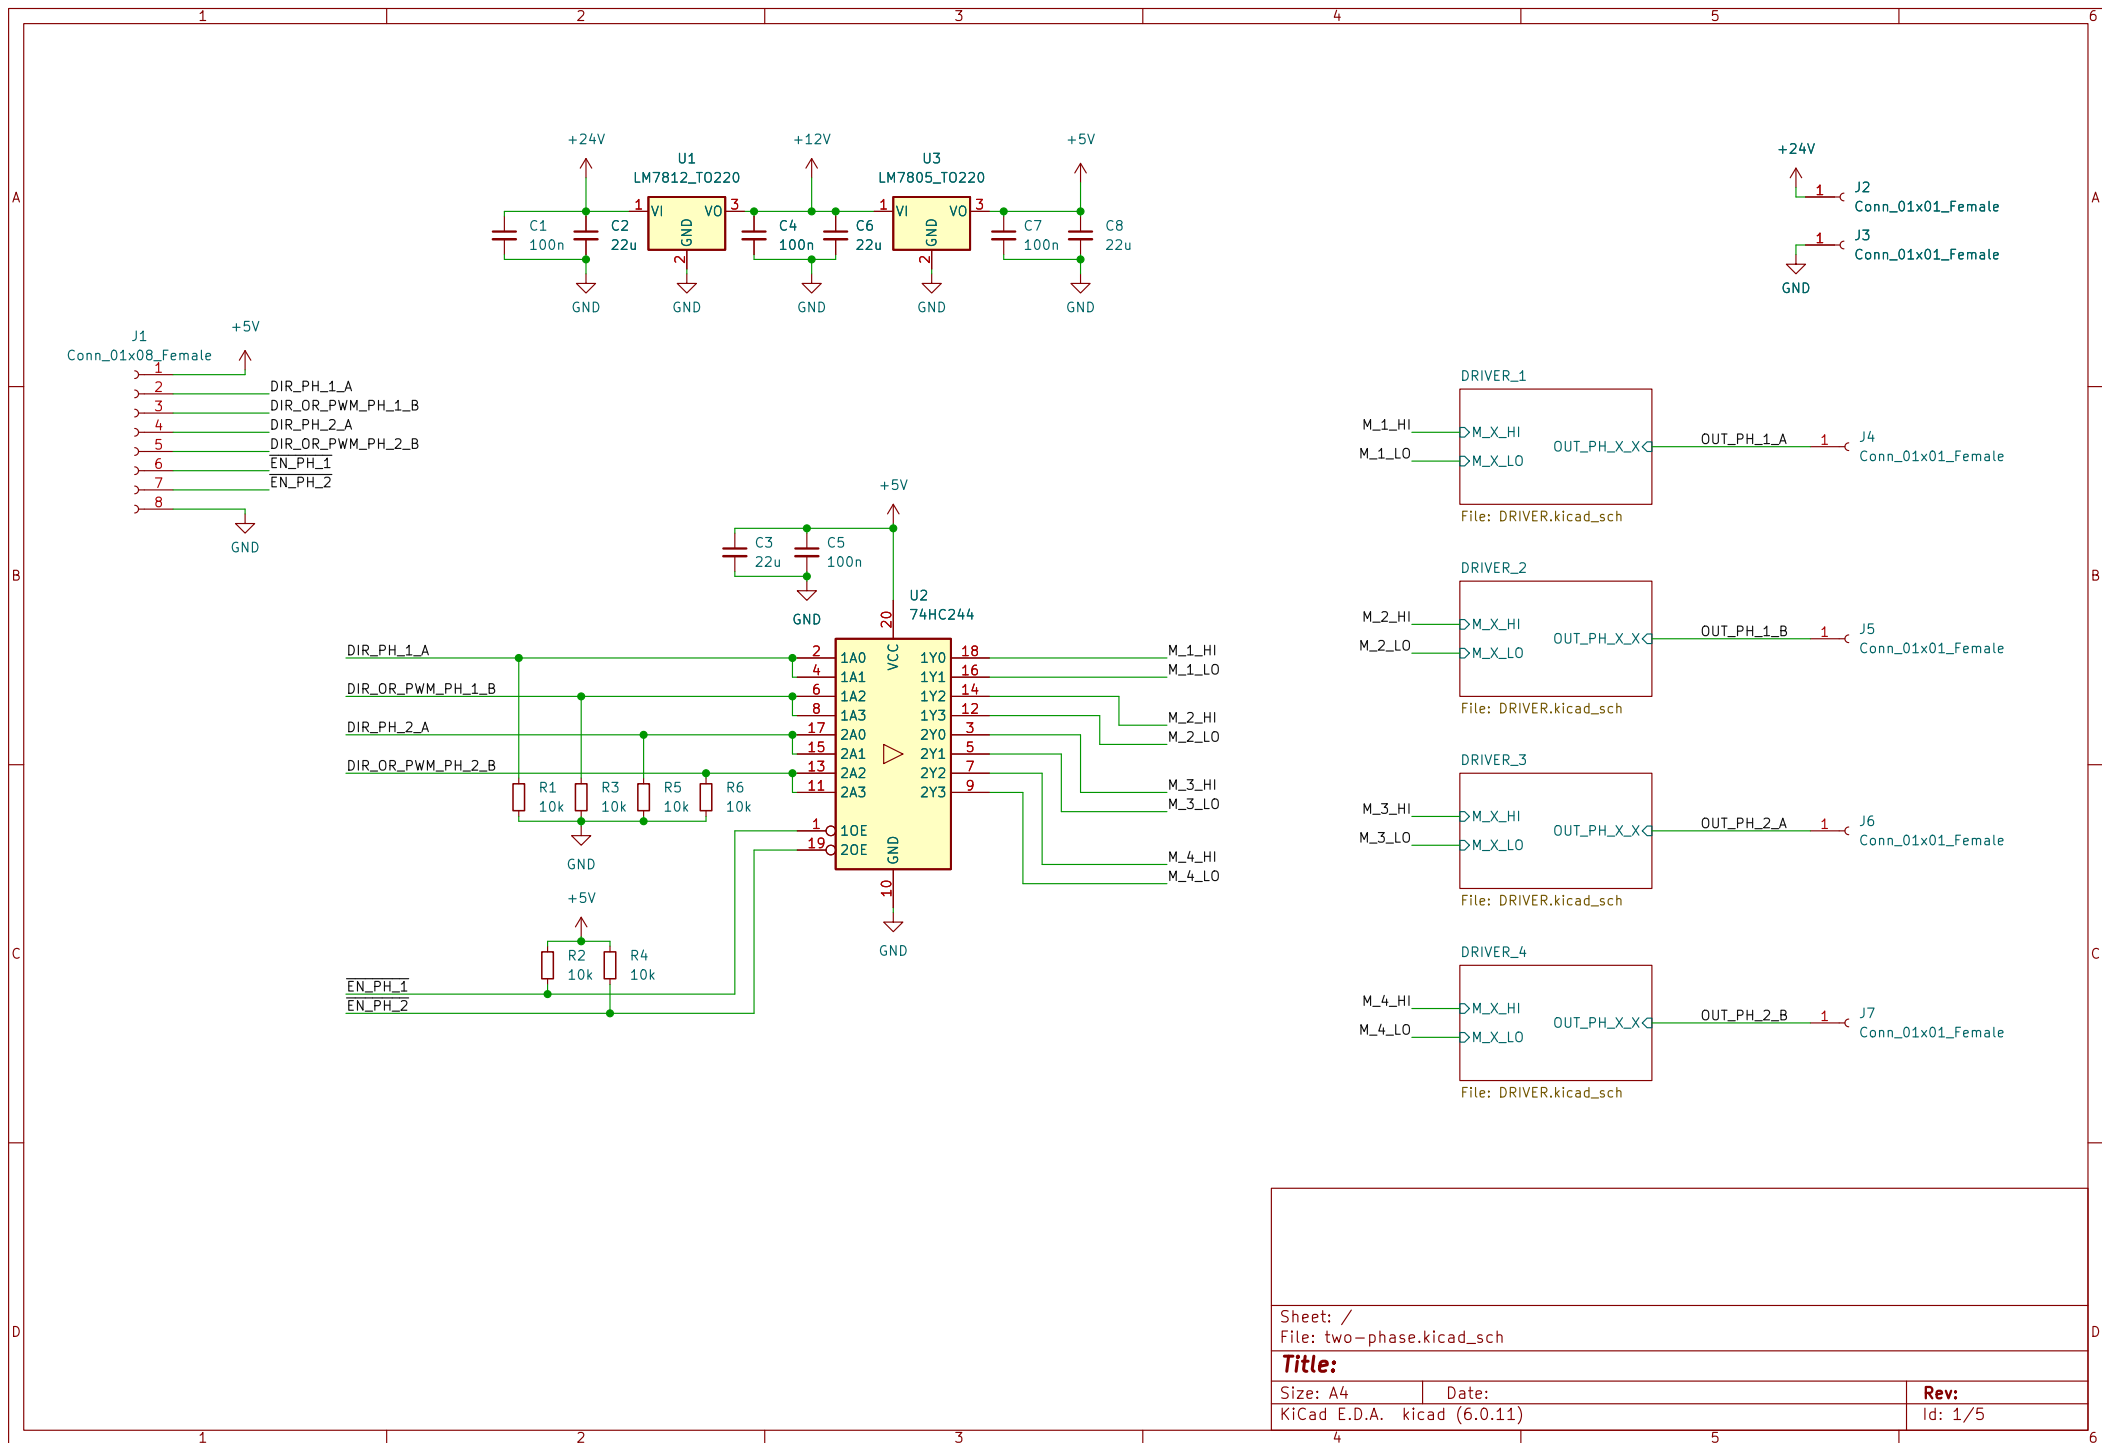 1 2 3 4 5 6
A A
B B
C C
D D
+24V
U1
LM7812_TO220
1 VI VO 3
GND
2
C1
100n
C2
22u
GND
GND
+12V
C4
100n
C6
22u
GND
U3
LM7805_TO220
1 VI VO 3
GND
2
GND
+5V
C7
100n
C8
22u
GND
+24V
1 J2
Conn_01x01_Female
1 J3
Conn_01x01_Female
GND
J1
Conn_01x08_Female
+5V
1
2 DIR_PH_1_A
3 DIR_OR_PWM_PH_1_B
4 DIR_PH_2_A
5 DIR_OR_PWM_PH_2_B
6 EN_PH_1
7 EN_PH_2
8
GND
+5V
C3
22u
C5
100n
GND
U2
74HC244
20
VCC
DIR_PH_1_A
DIR_OR_PWM_PH_1_B
DIR_PH_2_A
DIR_OR_PWM_PH_2_B
2 1A0 1Y0 18 M_1_HI
4 1A1 1Y1 16 M_1_LO
6 1A2 1Y2 14
8 1A3 1Y3 12 M_2_HI
17 2A0 2Y0 3 M_2_LO
15 2A1 2Y1 5
13 2A2 2Y2 7 M_3_HI
11 2A3 2Y3 9 M_3_LO
1 1OE
19 2OE
M_4_HI
M_4_LO
GND
10
GND
R1
10k
R3
10k
R5
10k
R6
10k
GND
+5V
R2
10k
R4
10k
EN_PH_1
EN_PH_2
DRIVER_1
M_1_HI M_X_HI
M_1_LO M_X_LO
OUT_PH_X_X OUT_PH_1_A 1 J4
Conn_01x01_Female
File: DRIVER.kicad_sch
DRIVER_2
M_2_HI M_X_HI
M_2_LO M_X_LO
OUT_PH_X_X OUT_PH_1_B 1 J5
Conn_01x01_Female
File: DRIVER.kicad_sch
DRIVER_3
M_3_HI M_X_HI
M_3_LO M_X_LO
OUT_PH_X_X OUT_PH_2_A 1 J6
Conn_01x01_Female
File: DRIVER.kicad_sch
DRIVER_4
M_4_HI M_X_HI
M_4_LO M_X_LO
OUT_PH_X_X OUT_PH_2_B 1 J7
Conn_01x01_Female
File: DRIVER.kicad_sch
Sheet: /
File: two-phase.kicad_sch
Title:
Size: A4 Date: Rev:
KiCad E.D.A. kicad (6.0.11) Id: 1/5
1 2 3 4 5 6